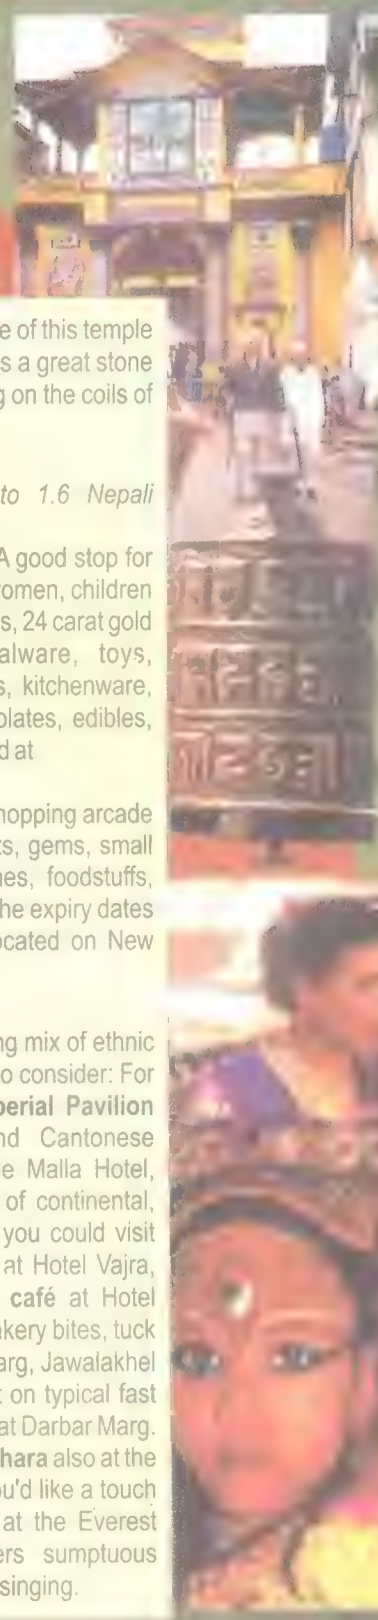 e of this temple
s a great stone
g on the coils of
to 1.6 Nepali
A good stop for
omen, children
s, 24 carat gold
alware, toys,
s, kitchenware,
plates, edibles,
d at
hopping arcade
ts, gems, small
nes, foodstuffs,
he expiry dates
ocated on New
ng mix of ethnic
o consider: For
perial Pavilion
nd Cantonese
e Malla Hotel,
of continental,
you could visit
at Hotel Vajra,
café at Hotel
akery bites, tuck
arg, Jawalakhel
t on typical fast
at Darbar Marg.
hara also at the
ou'd like a touch
at the Everest
ers sumptuous
singing.